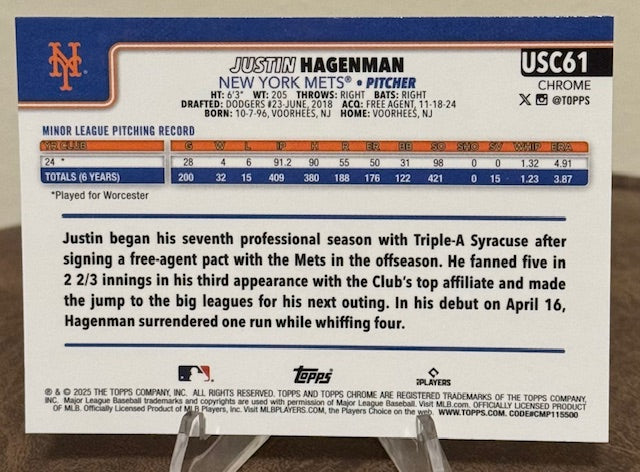 NY
JUSTIN HAGENMAN
USC61
NEW YORK METS® • PITCHER
CHROME
HT: 6'3" WT: 205 THROWS: RIGHT BATS: RIGHT
X @TOPPS
DRAFTED: DODGERS #23-JUNE, 2018 ACQ: FREE AGENT, 11-18-24
BORN: 10-7-96, VOORHEES, NJ HOME: VOORHEES, NJ
MINOR LEAGUE PITCHING RECORD
YR CLUB G W L IP H R ER BB SO SHO SV WHIP ERA
24 * 28 4 6 91.2 90 55 50 31 98 0 0 1.32 4.91
TOTALS (6 YEARS) 200 32 15 409 380 188 176 122 421 0 15 1.23 3.87
*Played for Worcester
Justin began his seventh professional season with Triple-A Syracuse after
signing a free-agent pact with the Mets in the offseason. He fanned five in
2 2/3 innings in his third appearance with the Club's top affiliate and made
the jump to the big leagues for his next outing. In his debut on April 16,
Hagenman surrendered one run while whiffing four.
topps
PLAYERS
® & © 2025 THE TOPPS COMPANY, INC. ALL RIGHTS RESERVED. TOPPS AND TOPPS CHROME ARE REGISTERED TRADEMARKS OF THE TOPPS COMPANY,
INC. Major League Baseball trademarks and copyrights are used with permission of Major League Baseball. Visit MLB.com. OFFICIALLY LICENSED PRODUCT
OF MLB. Officially Licensed Product of MLB Players, Inc. Visit MLBPLAYERS.COM, the Players Choice on the web. WWW.TOPPS.COM. CODE#CMP115500